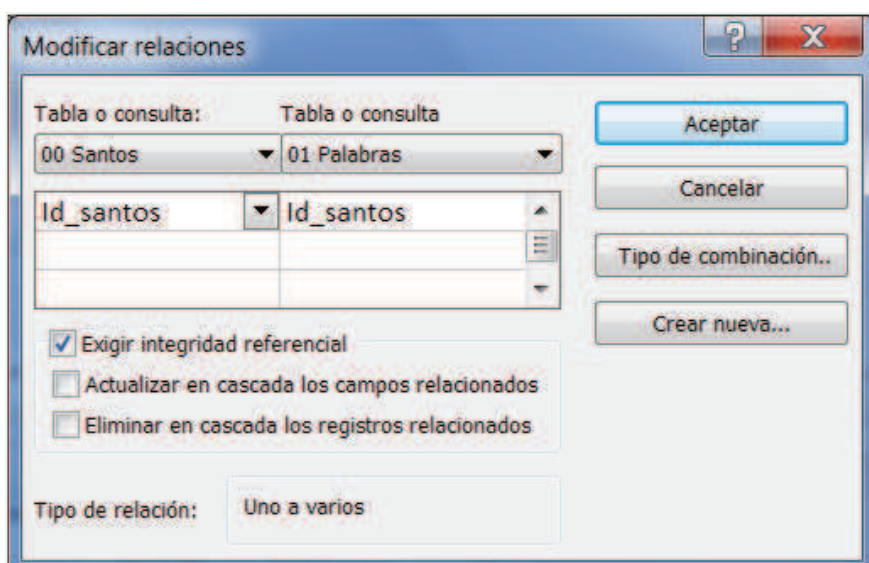 Modificar relaciones
Tabla o consulta: Tabla o consulta
00 Santos 01 Palabras
Id_santos Id_santos
Exigir integridad referencial
Actualizar en cascada los campos relacionados
Eliminar en cascada los registros relacionados
Tipo de relación: Uno a varios
Aceptar
Cancelar
Tipo de combinación..
Crear nueva...